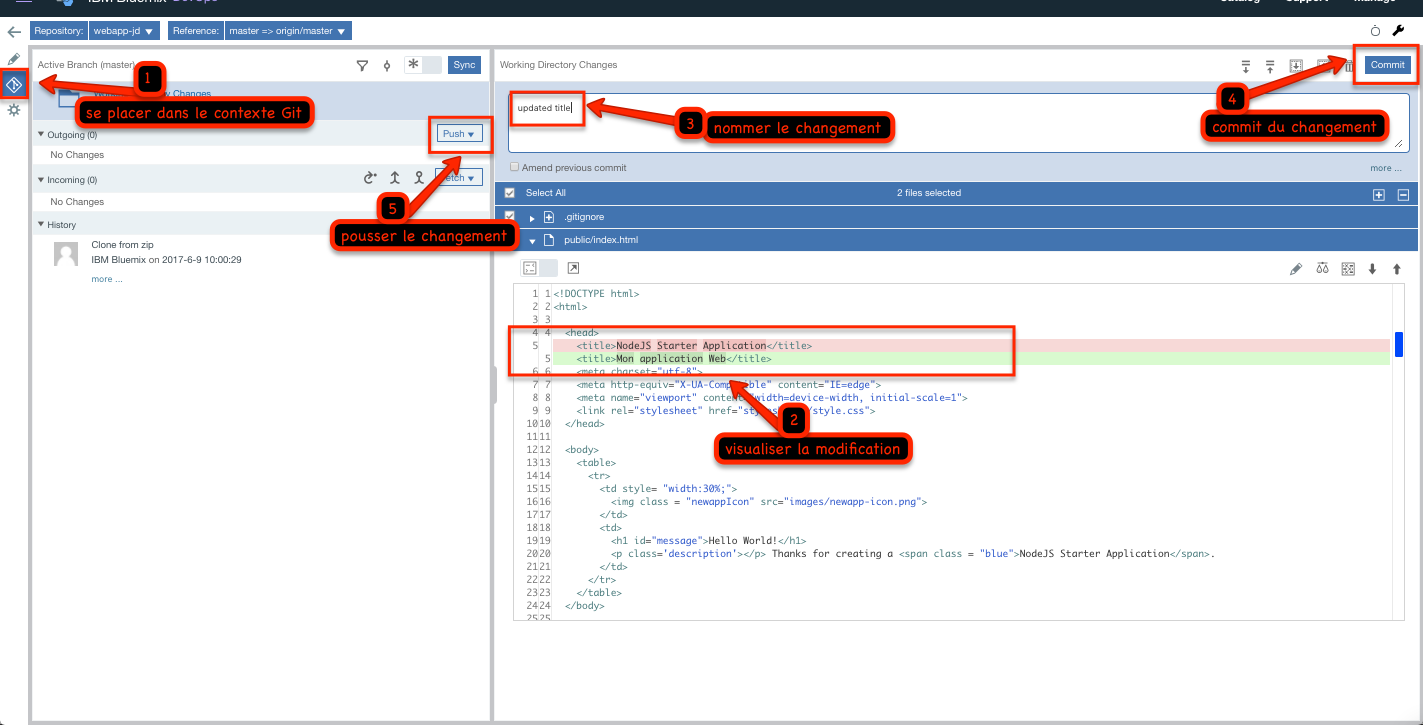 IBM Bluemix DevOps
Catalog Support Manage
Repository: webapp-jd Reference: master => origin/master
Active Branch (master)
Sync
Working Directory Changes
Commit
1
se placer dans le contexte Git
Changes
updated title
3
nommer le changement
4
commit du changement
Outgoing (0)
Push
No Changes
Amend previous commit
more ...
Incoming (0)
Select All
2 files selected
No Changes
5
pousser le changement
.gitignore
History
public/index.html
Clone from zip
IBM Bluemix on 2017-6-9 10:00:29
more ...
1 1 <!DOCTYPE html>
2 2 <html>
3 3
4 4 <head>
5 <title>NodeJS Starter Application</title>
5 <title>Mon application Web</title>
6 6 <meta charset="utf-8">
7 7 <meta http-equiv="X-UA-Compatible" content="IE=edge">
8 8 <meta name="viewport" content="width=device-width, initial-scale=1">
9 9 <link rel="stylesheet" href="stylesheets/style.css">
10 10 </head>
11 11
2
visualiser la modification
12 12 <body>
13 13 <table>
14 14 <tr>
15 15 <td style= "width:30%;">
16 16 <img class = "newappIcon" src="images/newapp-icon.png">
17 17 </td>
18 18 <td>
19 19 <h1 id="message">Hello World!</h1>
20 20 <p class='description'></p> Thanks for creating a <span class = "blue">NodeJS Starter Application</span>.
21 21 </td>
22 22 </tr>
23 23 </table>
24 24 </body>
25 25